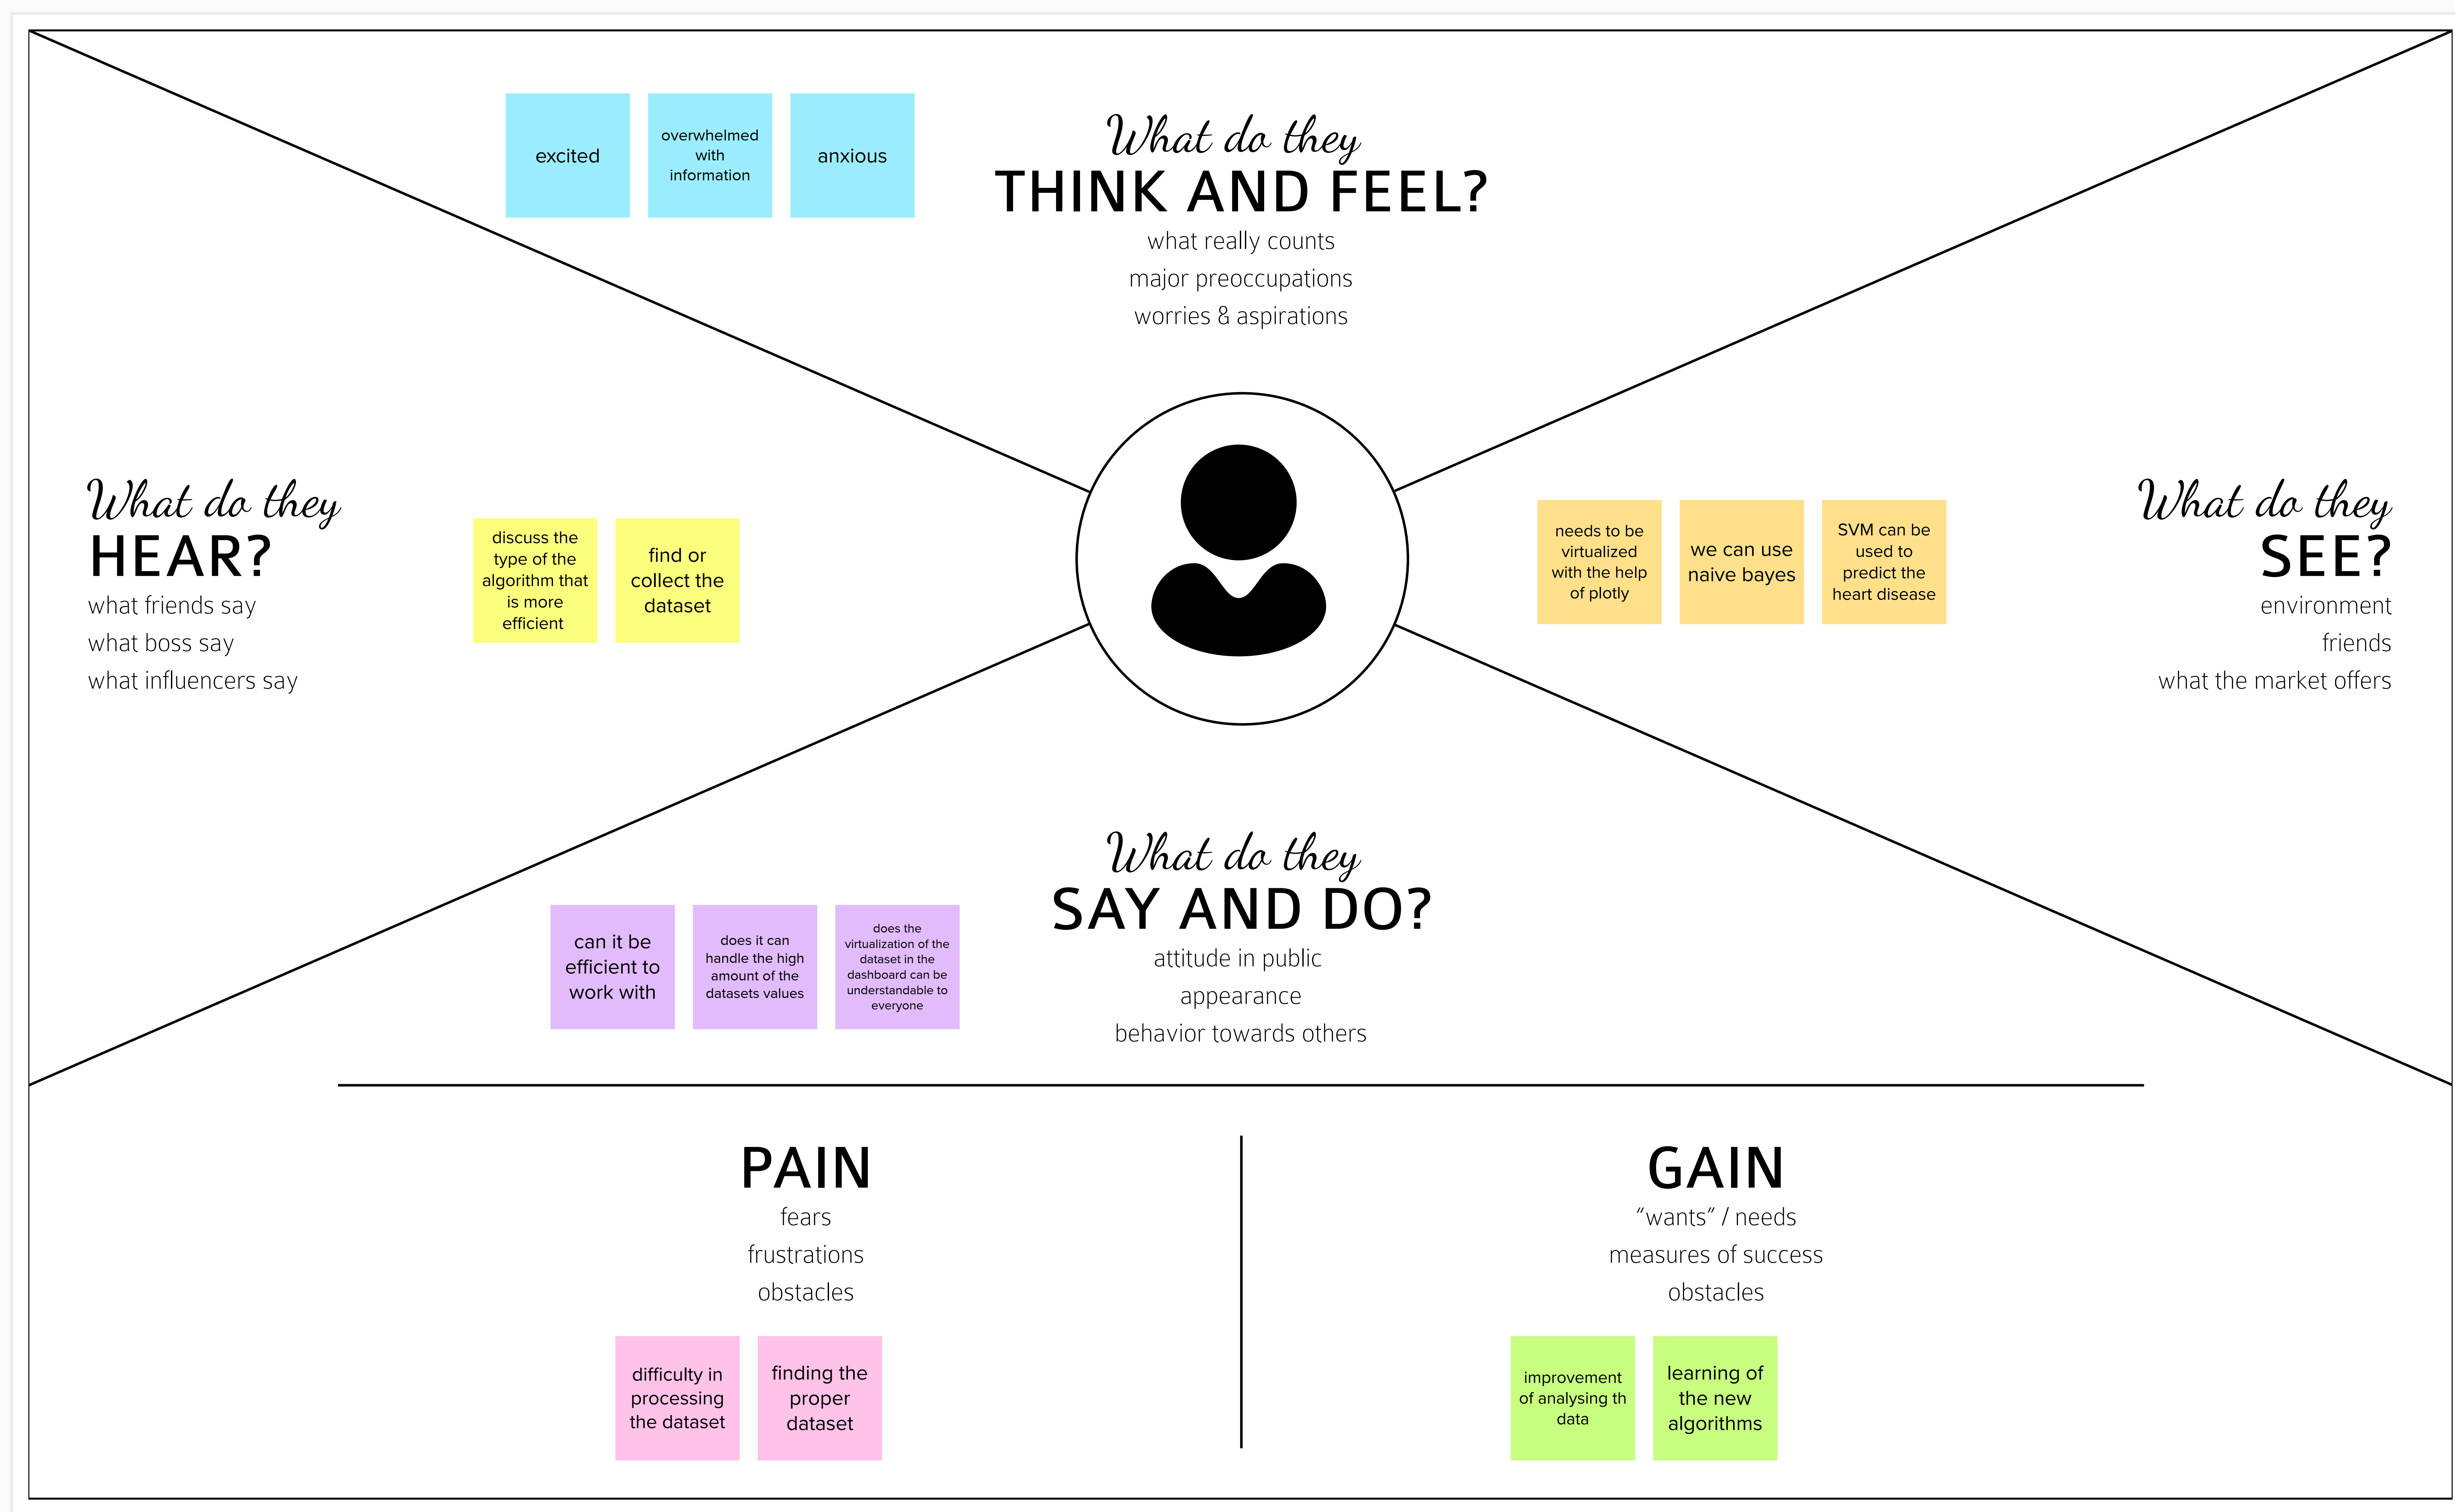 excited
overwhelmed
with
information
anxious
What do they
THINK AND FEEL?
what really counts
major preoccupations
worries & aspirations
What do they
HEAR?
what friends say
what boss say
what influencers say
discuss the
type of the
algorithm that
is more
efficient
find or
collect the
dataset
needs to be
virtualized
with the help
of plotly
we can use
naive bayes
SVM can be
used to
predict the
heart disease
What do they
SEE?
environment
friends
what the market offers
What do they
SAY AND DO?
attitude in public
appearance
behavior towards others
can it be
efficient to
work with
does it can
handle the high
amount of the
datasets values
does the
virtualization of the
dataset in the
dashboard can be
understandable to
everyone
PAIN
fears
frustrations
obstacles
difficulty in
processing
the dataset
finding the
proper
dataset
GAIN
“wants” / needs
measures of success
obstacles
improvement
of analysing th
data
learning of
the new
algorithms